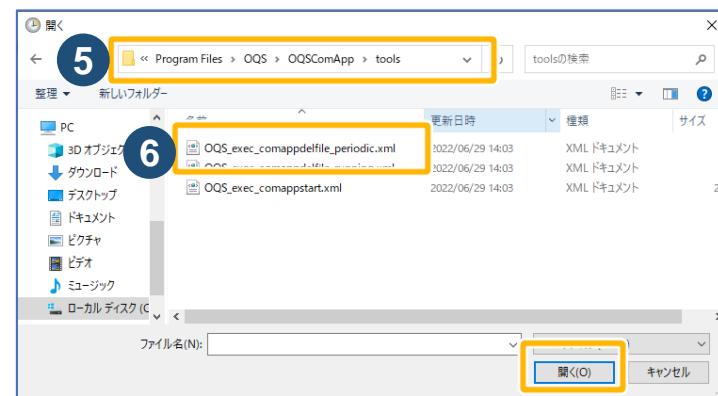 開く
5
« Program Files > OQS > OQSComApp > tools
toolsの検索
整理 新しいフォルダー
更新日時 種類 サイズ
PC
3D オブジェク
ダウンロード
デスクトップ
ドキュメント
ピクチャ
ビデオ
ミュージック
ローカル ディスク (C
6
OQS_exec_comappdelfile_periodic.xml 2022/06/29 14:03 XML ドキュメント
OQS_exec_comappdelfile_running.xml 2022/06/29 14:03 XML ドキュメント
OQS_exec_comappstart.xml 2022/06/29 14:03 XML ドキュメント 2
ファイル名(N):
開く(O) キャンセル